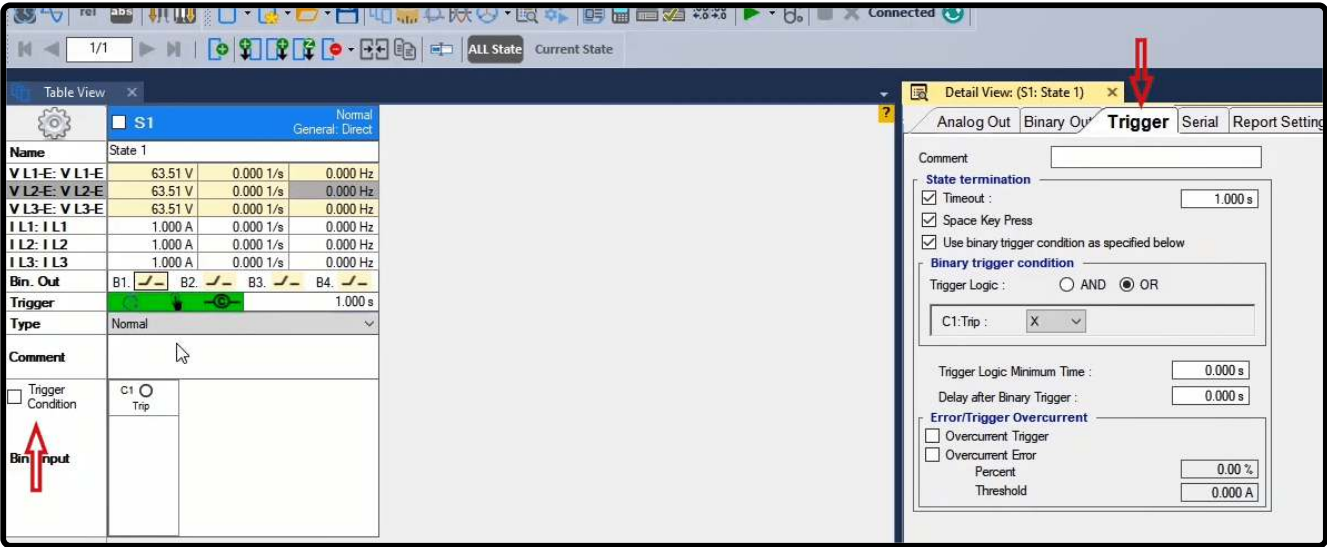 rel abs Connected
1/1 ALL State Current State
Table View ×
S1 Normal
General: Direct
Name State 1
V L1-E: V L1-E 63.51 V 0.000 1/s 0.000 Hz
V L2-E: V L2-E 63.51 V 0.000 1/s 0.000 Hz
V L3-E: V L3-E 63.51 V 0.000 1/s 0.000 Hz
I L1: I L1 1.000 A 0.000 1/s 0.000 Hz
I L2: I L2 1.000 A 0.000 1/s 0.000 Hz
I L3: I L3 1.000 A 0.000 1/s 0.000 Hz
Bin. Out B1. B2. B3. B4.
Trigger 1.000 s
Type Normal
Comment
Trigger
Condition
C1
Trip
Bin. Input
?
Detail View: (S1: State 1) ×
Analog Out Binary Out Trigger Serial Report Setting
Comment
State termination
Timeout : 1.000 s
Space Key Press
Use binary trigger condition as specified below
Binary trigger condition
Trigger Logic : AND OR
C1:Trip : X
Trigger Logic Minimum Time : 0.000 s
Delay after Binary Trigger : 0.000 s
Error/Trigger Overcurrent
Overcurrent Trigger
Overcurrent Error
Percent 0.00 %
Threshold 0.000 A